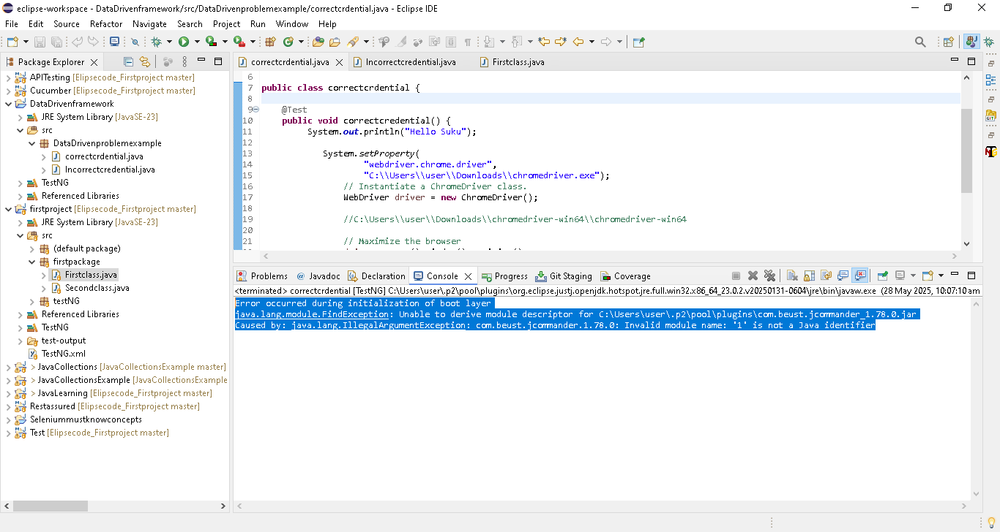 eclipse-workspace - DataDrivenframework/src/DataDrivenproblemexample/correctcrdential.java - Eclipse IDE
File Edit Source Refactor Navigate Search Project Run Window Help
Package Explorer
APITesting [Elipsecode_Firstproject master]
Cucumber [Elipsecode_Firstproject master]
DataDrivenframework
JRE System Library [JavaSE-23]
src
DataDrivenproblemexample
correctcrdential.java
Incorrectcredential.java
TestNG
Referenced Libraries
firstproject [Elipsecode_Firstproject master]
JRE System Library [JavaSE-23]
src
(default package)
firstpackage
Firstclass.java
Secondclass.java
testNG
Referenced Libraries
TestNG
test-output
TestNG.xml
> JavaCollections [JavaCollectionsExample master]
> JavaCollectionsExample [JavaCollectionsExample
> JavaLearning [Elipsecode_Firstproject master]
Restassured [Elipsecode_Firstproject master]
Seleniummustknowconcepts
Test [Elipsecode_Firstproject master]
correctcrdential.java Incorrectcredential.java Firstclass.java
6
7 public class correctcrdential {
8
9 @Test
10 public void correctcredential() {
11 System.out.println("Hello Suku");
12
13 System.setProperty(
14 "webdriver.chrome.driver",
15 "C:\\Users\\user\\Downloads\\chromedriver.exe");
16 // Instantiate a ChromeDriver class.
17 WebDriver driver = new ChromeDriver();
18
19 //C:\Users\\user\\Downloads\\chromedriver-win64\\chromedriver-win64
20
21 // Maximize the browser
Problems Javadoc Declaration Console Progress Git Staging Coverage
<terminated> correctcrdential [TestNG] C:\Users\user\.p2\pool\plugins\org.eclipse.justj.openjdk.hotspot.jre.full.win32.x86_64_23.0.2.v20250131-0604\jre\bin\javaw.exe (28 May 2025, 10:07:10 am
Error occurred during initialization of boot layer
java.lang.module.FindException: Unable to derive module descriptor for C:\Users\user\.p2\pool\plugins\com.beust.jcommander_1.78.0.jar
Caused by: java.lang.IllegalArgumentException: com.beust.jcommander.1.78.0: Invalid module name: '1' is not a Java identifier